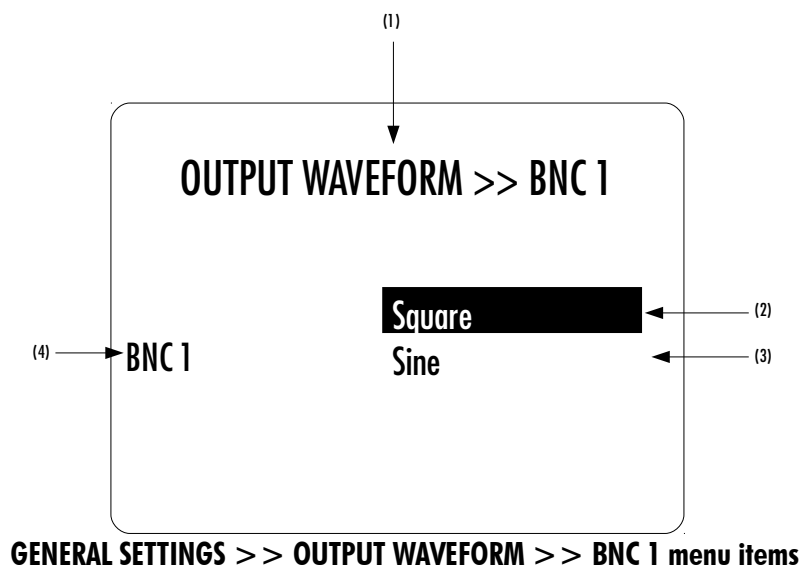 (1)
OUTPUT WAVEFORM >> BNC 1
Square
(2)
(4)
BNC 1
Sine
(3)
GENERAL SETTINGS >> OUTPUT WAVEFORM >> BNC 1 menu items